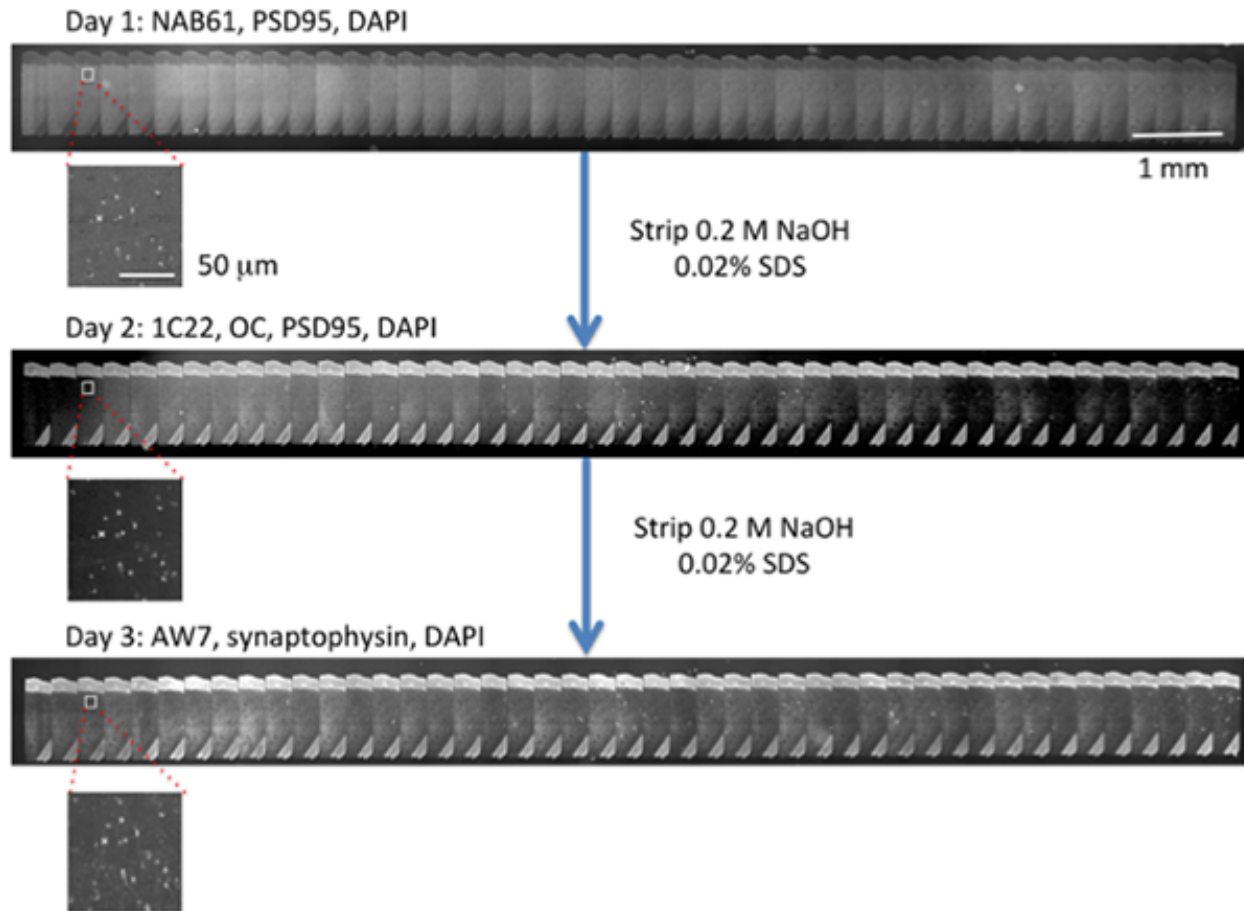 Day 1: NAB61, PSD95, DAPI
1 mm
50 μm
Strip 0.2 M NaOH
0.02% SDS
Day 2: 1C22, OC, PSD95, DAPI
Strip 0.2 M NaOH
0.02% SDS
Day 3: AW7, synaptophysin, DAPI